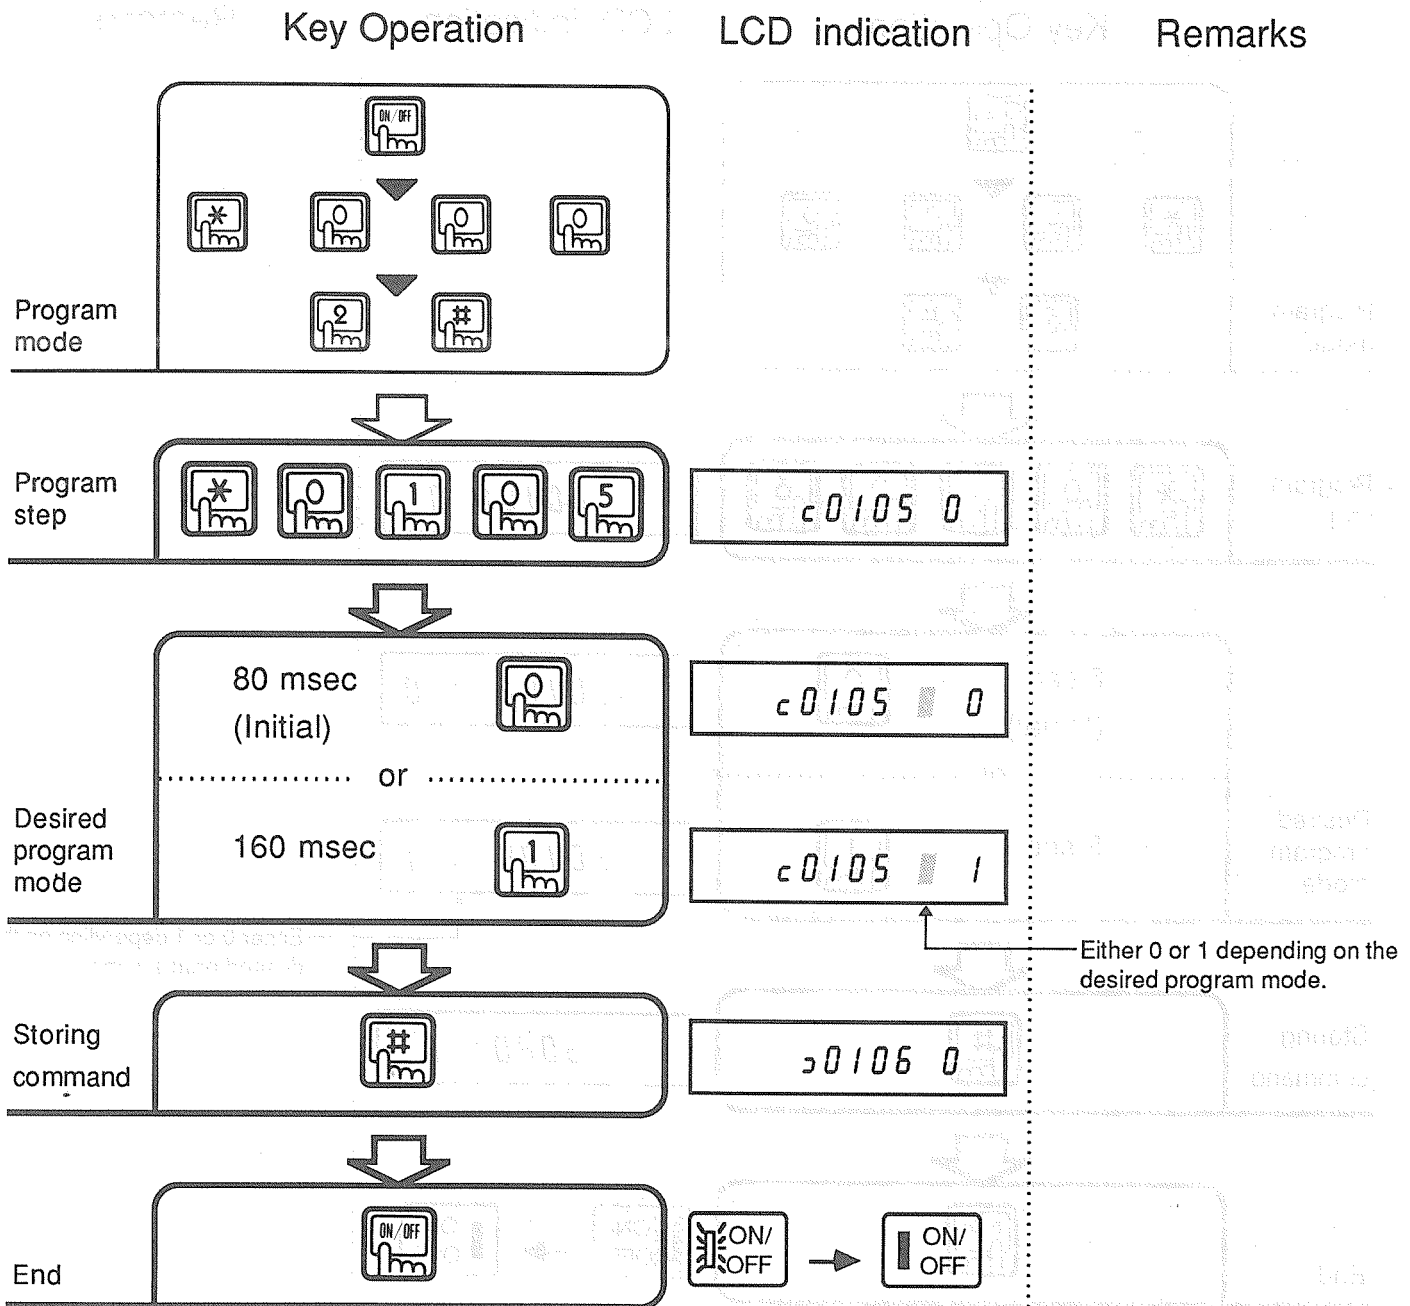 Key Operation LCD indication Remarks
ON/OFF
* 0 0 0
2 #
Program
mode
* 0 1 0 5
Program
step
c0105 0
80 msec
(Initial)
0
c0105 0
or
160 msec
1
c0105 1
Desired
program
mode
Either 0 or 1 depending on the
desired program mode.
Storing
command
#
ɔ0106 0
ON/OFF
End
ON/
OFF
ON/
OFF